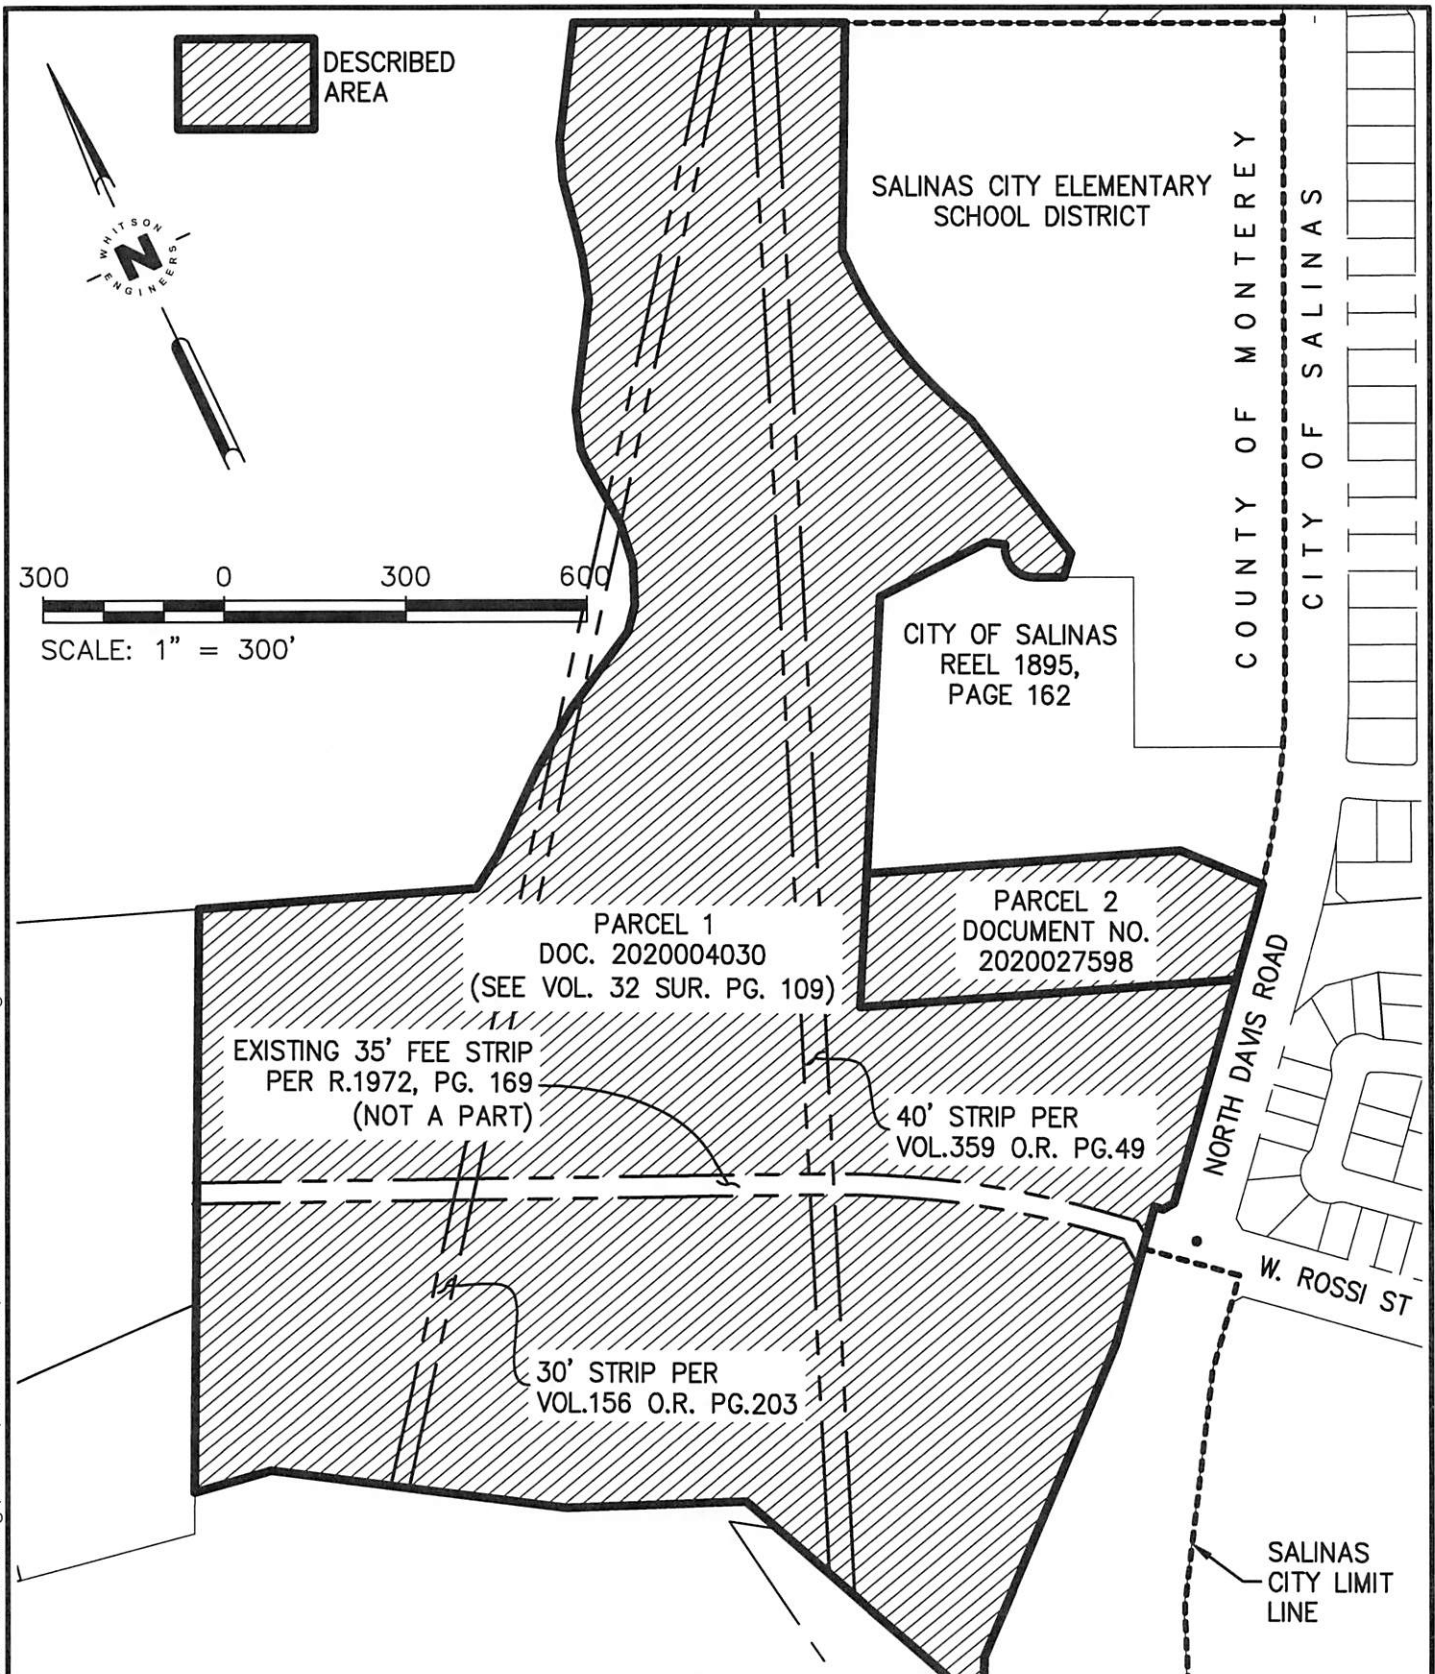 DESCRIBED
AREA
WHITSON
N
ENGINEERS
SALINAS CITY ELEMENTARY
SCHOOL DISTRICT
COUNTY OF MONTEREY
CITY OF SALINAS
300 0 300 600
SCALE: 1" = 300'
CITY OF SALINAS
REEL 1895,
PAGE 162
PARCEL 1
DOC. 2020004030
(SEE VOL. 32 SUR. PG. 109)
PARCEL 2
DOCUMENT NO.
2020027598
NORTH DAVIS ROAD
EXISTING 35' FEE STRIP
PER R.1972, PG. 169
(NOT A PART)
40' STRIP PER
VOL.359 O.R. PG.49
W. ROSSI ST
30' STRIP PER
VOL.156 O.R. PG.203
SALINAS
CITY LIMIT
LINE